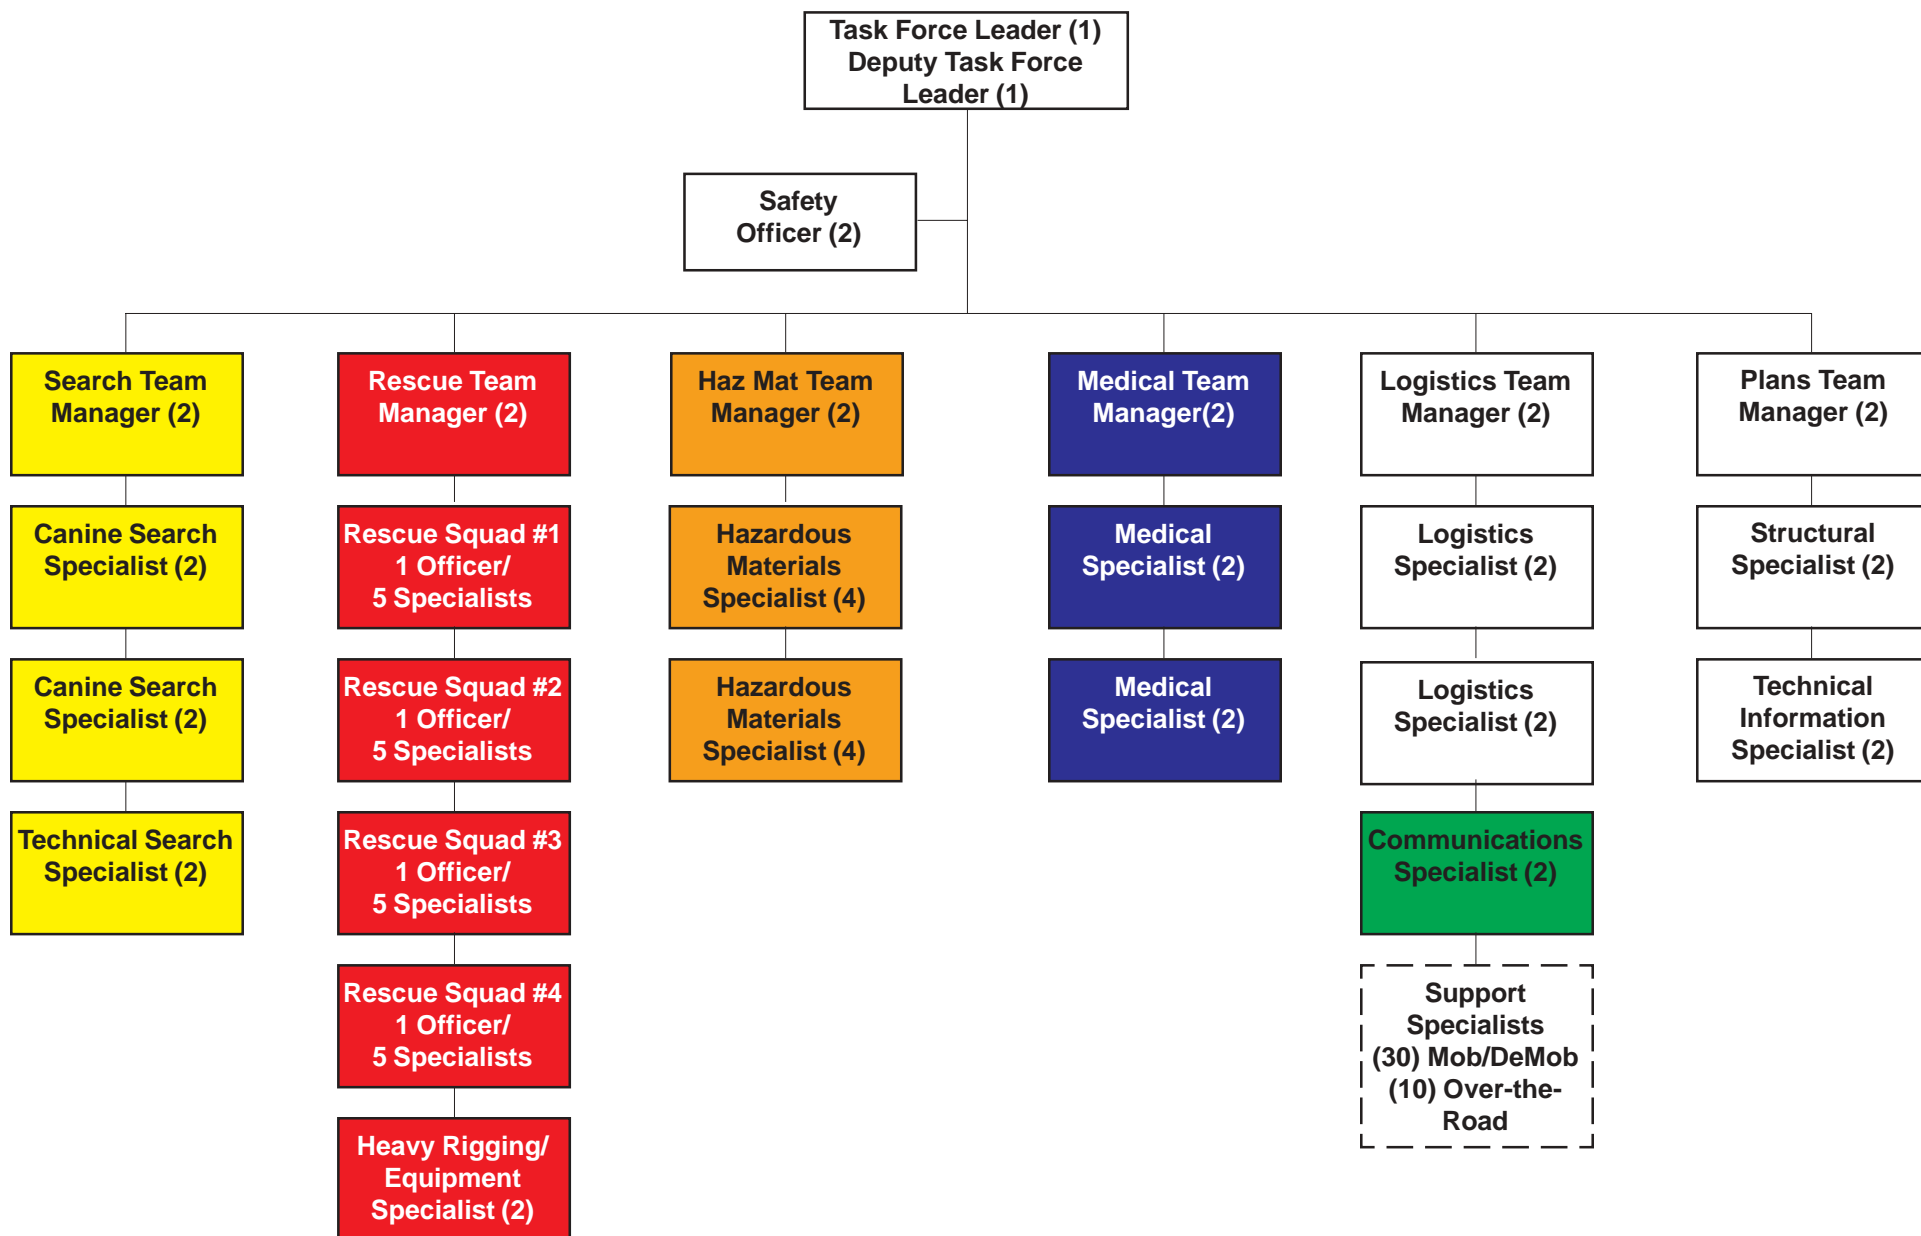 Task Force Leader (1)
Deputy Task Force
Leader (1)
Safety
Officer (2)
Search Team
Manager (2)
Canine Search
Specialist (2)
Canine Search
Specialist (2)
Technical Search
Specialist (2)
Rescue Team
Manager (2)
Rescue Squad #1
1 Officer/
5 Specialists
Rescue Squad #2
1 Officer/
5 Specialists
Rescue Squad #3
1 Officer/
5 Specialists
Rescue Squad #4
1 Officer/
5 Specialists
Heavy Rigging/
Equipment
Specialist (2)
Haz Mat Team
Manager (2)
Hazardous
Materials
Specialist (4)
Hazardous
Materials
Specialist (4)
Medical Team
Manager(2)
Medical
Specialist (2)
Medical
Specialist (2)
Logistics Team
Manager (2)
Logistics
Specialist (2)
Logistics
Specialist (2)
Communications
Specialist (2)
Support
Specialists
(30) Mob/DeMob
(10) Over-the-
Road
Plans Team
Manager (2)
Structural
Specialist (2)
Technical
Information
Specialist (2)